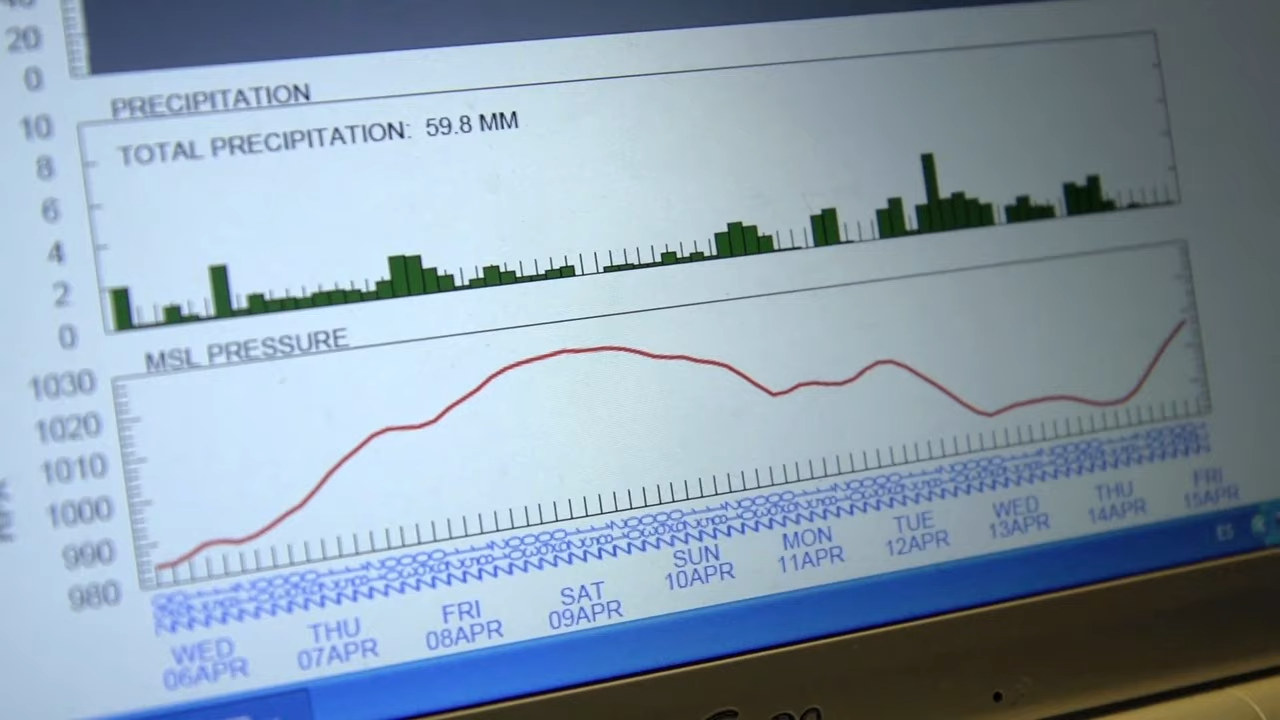 20
0
PRECIPITATION
TOTAL PRECIPITATION: 59.8 MM
10
8
6
4
2
0
MSL PRESSURE
1030
1020
1010
1000
990
980
WED THU FRI SAT SUN MON TUE WED THU FRI
06APR 07APR 08APR 09APR 10APR 11APR 12APR 13APR 14APR 15APR
ES